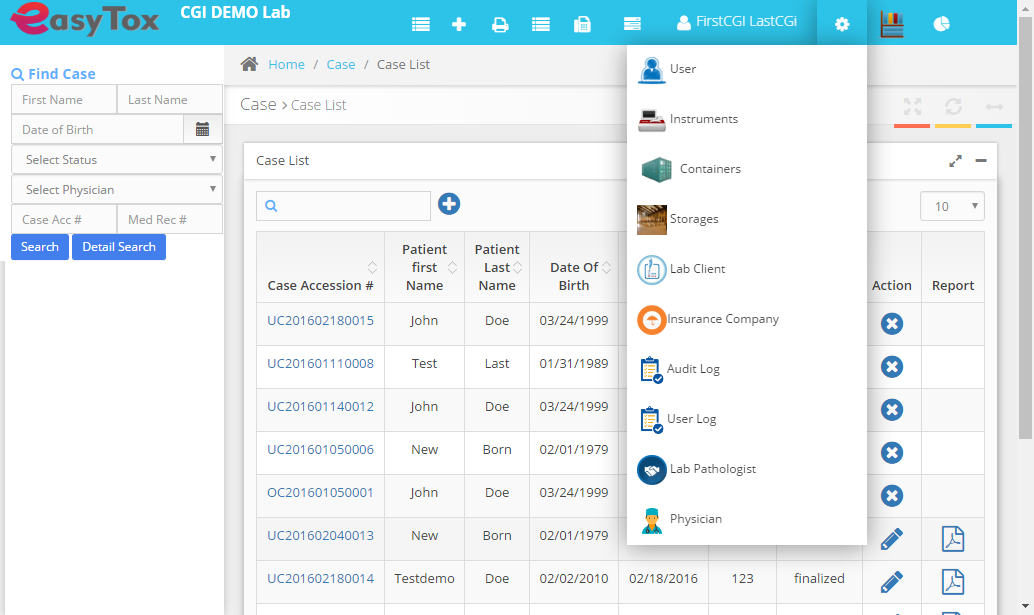 easyTox
CGI DEMO Lab
FirstCGI LastCGi
Find Case
First Name
Last Name
Date of Birth
Select Status
Select Physician
Case Acc #
Med Rec #
Search
Detail Search
Home / Case / Case List
Case > Case List
Case List
10
Case Accession #
Patient first Name
Patient Last Name
Date Of Birth
Action
Report
UC201602180015 John Doe 03/24/1999
UC201601110008 Test Last 01/31/1989
UC201601140012 John Doe 03/24/1999
UC201601050006 New Born 02/01/1979
OC201601050001 John Doe 03/24/1999
UC201602040013 New Born 02/01/1979
UC201602180014 Testdemo Doe 02/02/2010 02/18/2016 123 finalized
User
Instruments
Containers
Storages
Lab Client
Insurance Company
Audit Log
User Log
Lab Pathologist
Physician